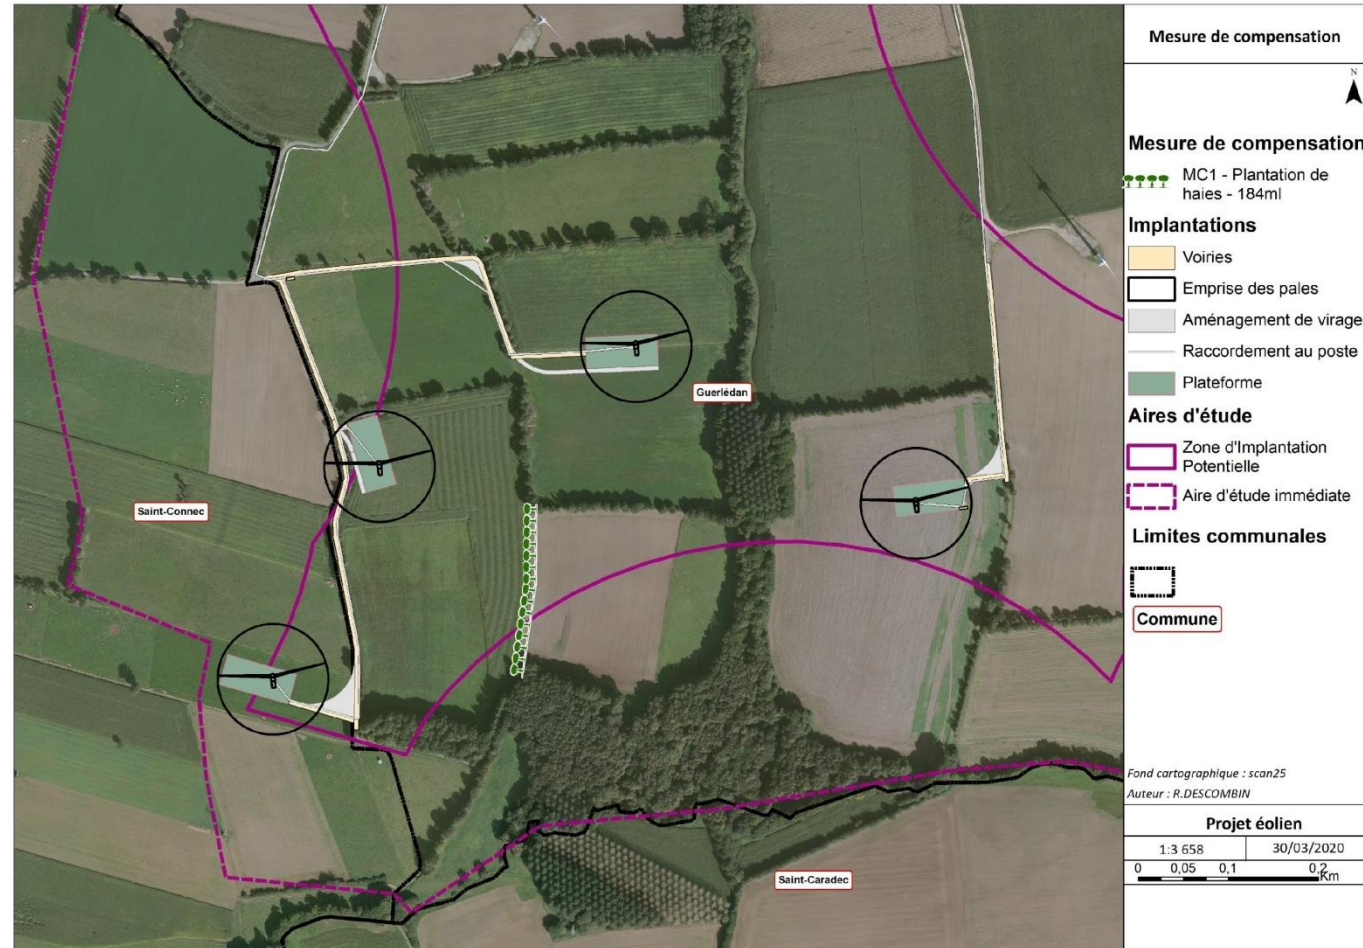 Mesure de compensation
N
Mesure de compensation
MC1 - Plantation de
haies - 184ml
Implantations
Voiries
Emprise des pales
Aménagement de virage
Raccordement au poste
Plateforme
Aires d'étude
Zone d'Implantation
Potentielle
Aire d'étude immédiate
Limites communales
Commune
Guerlédan
Saint-Connec
Saint-Caradec
Fond cartographique : scan25
Auteur : R.DESCOMBIN
Projet éolien
1:3 658
30/03/2020
0 0,05 0,1 0,2
Km